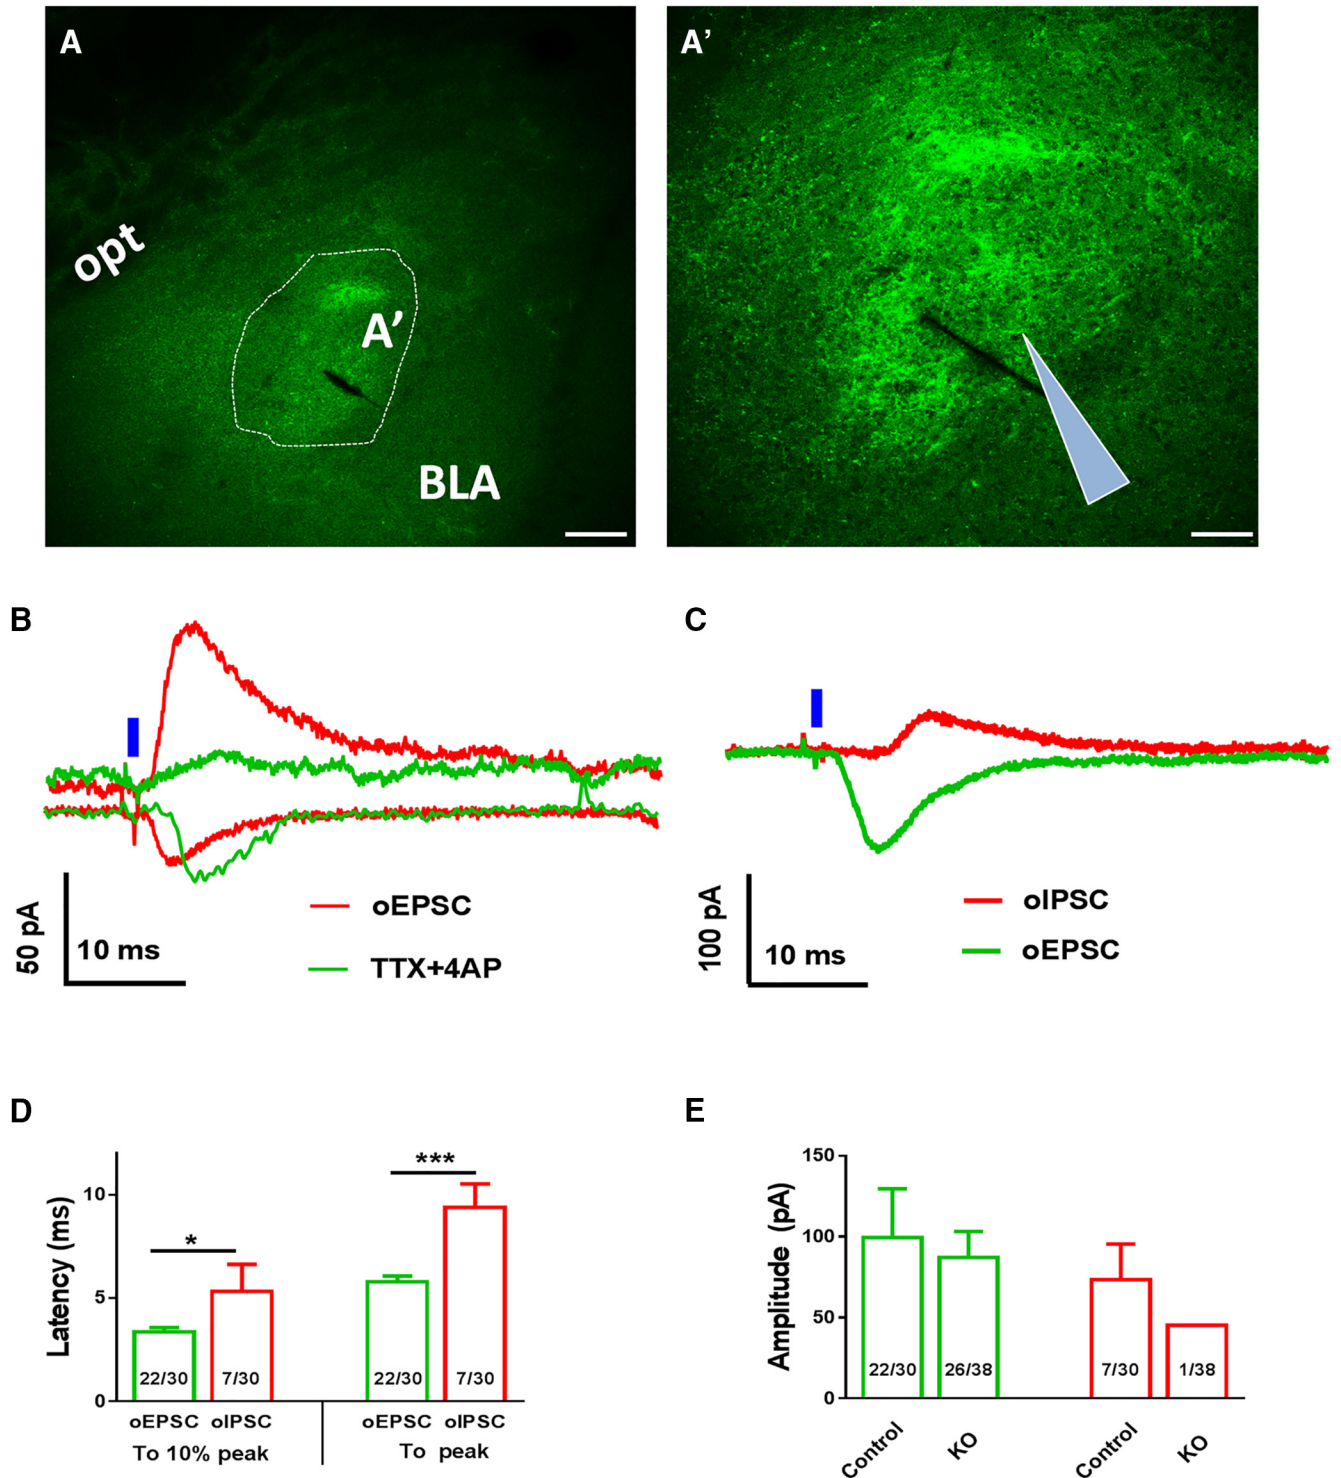 A
A’
opt
A’
BLA
B
C
50 pA
10 ms
oEPSC
TTX+4AP
100 pA
10 ms
oIPSC
oEPSC
D
E
Latency (ms)
10
5
0
*
***
22/30
7/30
22/30
7/30
oEPSC
oIPSC
oEPSC
oIPSC
To 10% peak
To peak
Amplitude (pA)
150
100
50
0
22/30
26/38
7/30
1/38
Control
KO
Control
KO